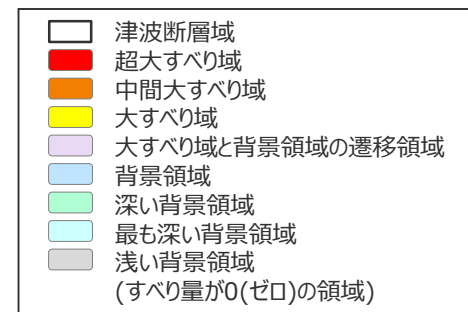 津波断層域
超大すべり域
中間大すべり域
大すべり域
大すべり域と背景領域の遷移領域
背景領域
深い背景領域
最も深い背景領域
浅い背景領域
(すべり量が0(ゼロ)の領域)